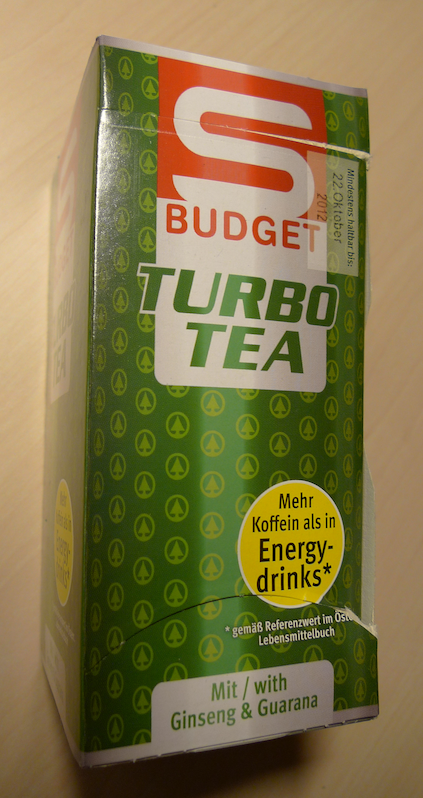 S
BUDGET
TURBO
TEA
Mindestens haltbar bis:
22.Oktober
2012
Mehr
Koffein als in
Energy-
drinks*
* gemäß Referenzwert im
Lebensmittelbuch
Mit / with
Ginseng & Guarana
TEA